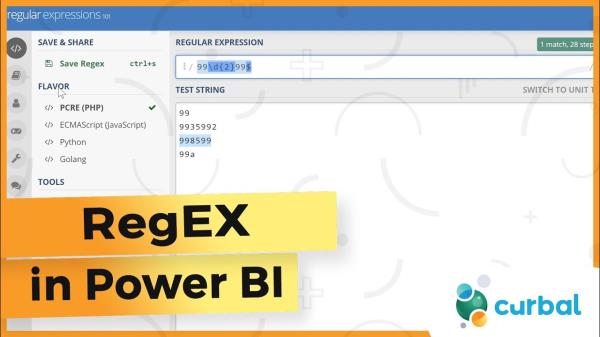 regular expressions 101
SAVE & SHARE
Save Regex ctrl+s
FLAVOR
</> PCRE (PHP)
</> ECMAScript (JavaScript)
</> Python
</> Golang
TOOLS
REGULAR EXPRESSION
1 match, 28 step
/ 99\d{2}99$ /
TEST STRING
SWITCH TO UNIT T
99
9935992
998599
99a
RegEX
in Power BI
curbal